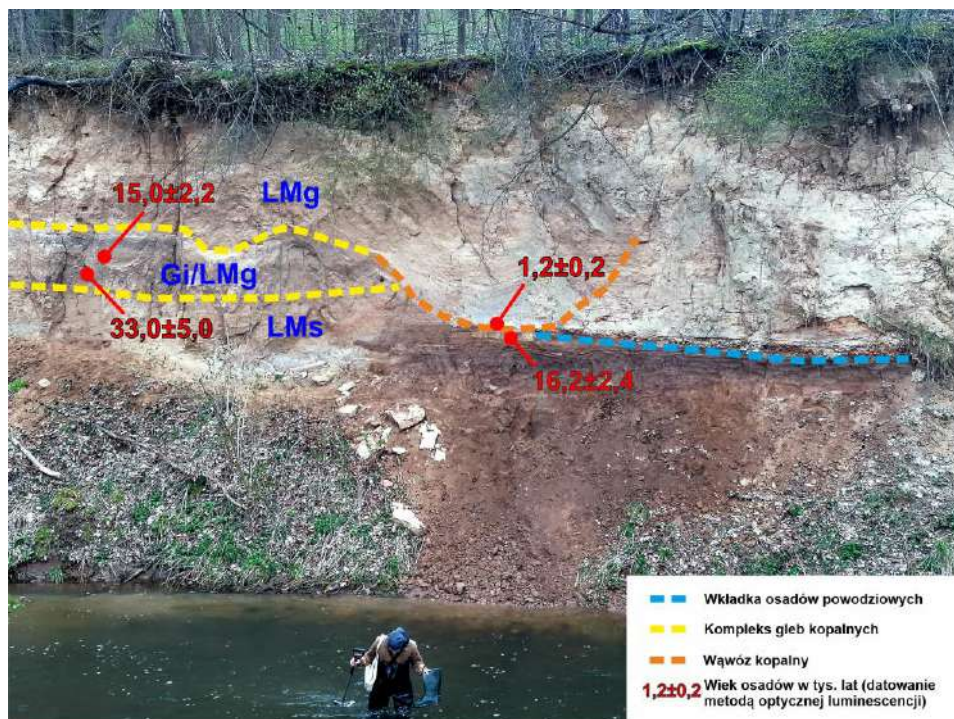 15,0±2,2
LMg
1,2±0,2
Gi/LMg
33,0±5,0
LMs
16,2±2,4
Wkładka osadów powodziowych
Kompleks gleb kopalnych
Wąwóz kopalny
1,2±0,2 Wiek osadów w tys. lat (datowanie
metodą optycznej luminescencji)